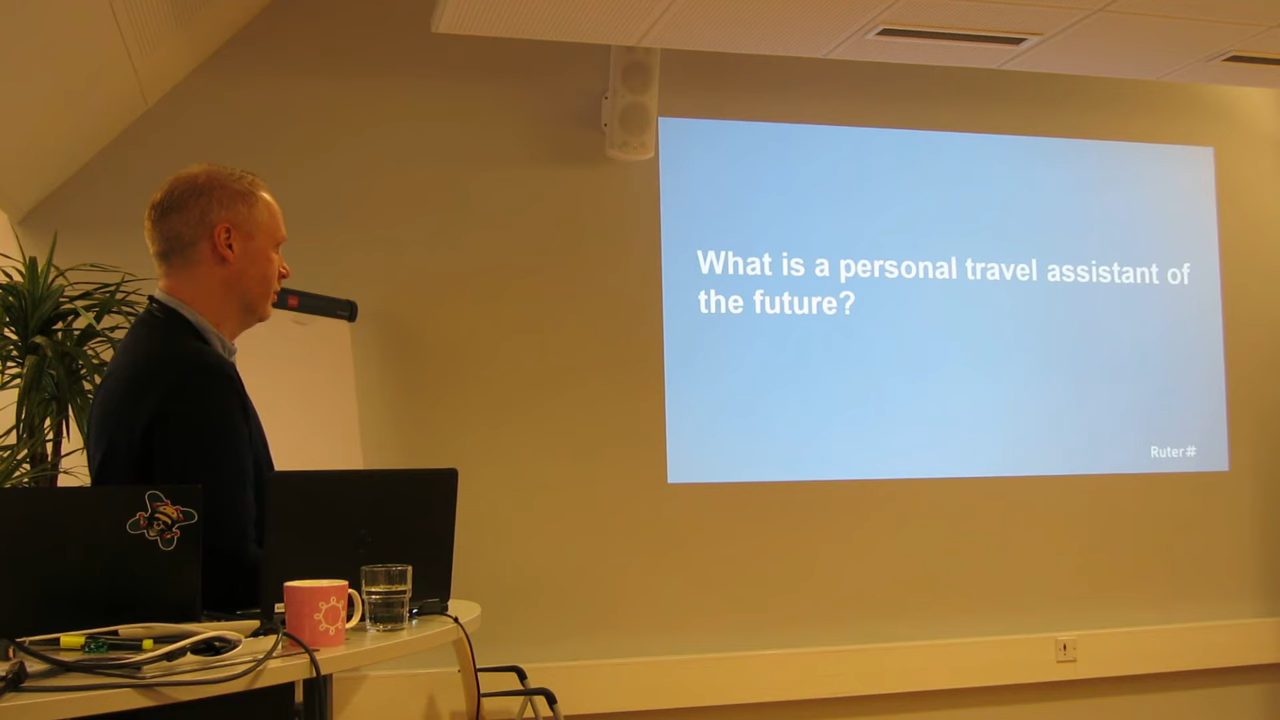 What is a personal travel assistant of
the future?
Ruter#